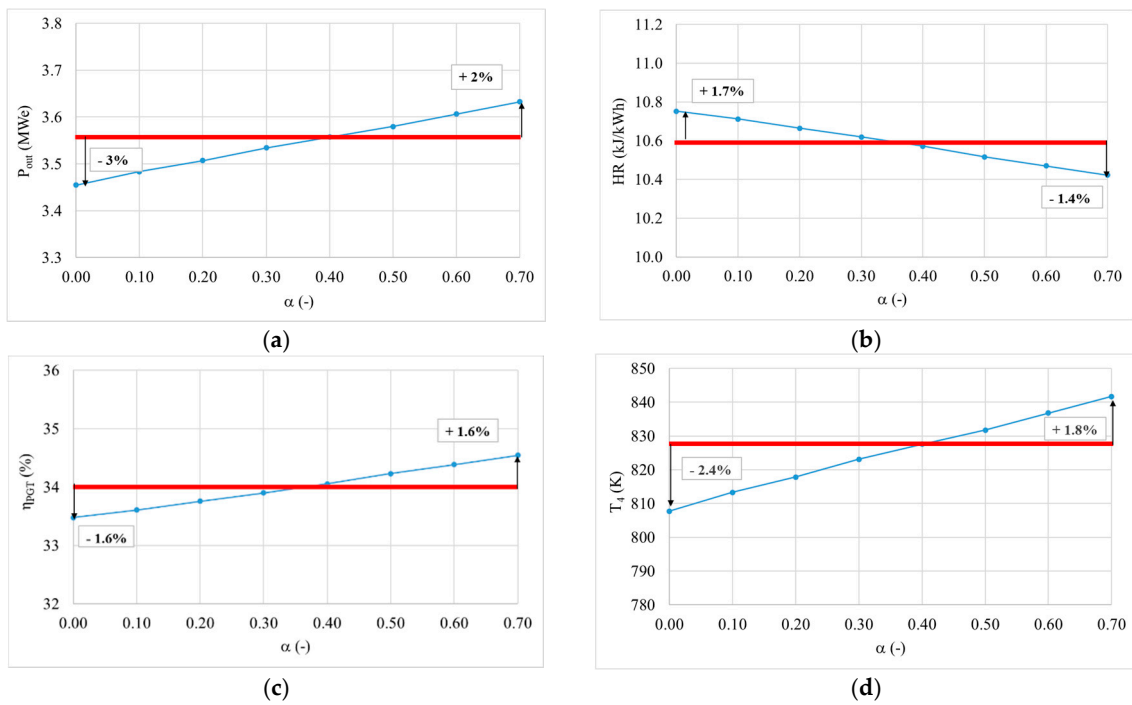 3.8
3.7
3.6
3.5
3.4
3.3
Pout (MWe)
+ 2%
- 3%
0.00 0.10 0.20 0.30 0.40 0.50 0.60 0.70
α (-)
(a)
11.2
11.0
10.8
10.6
10.4
10.2
10.0
HR (kJ/kWh)
+ 1.7%
- 1.4%
0.00 0.10 0.20 0.30 0.40 0.50 0.60 0.70
α (-)
(b)
36
35
34
33
32
ηPGT (%)
+ 1.6%
- 1.6%
0.00 0.10 0.20 0.30 0.40 0.50 0.60 0.70
α (-)
(c)
850
840
830
820
810
800
790
780
T4 (K)
+ 1.8%
- 2.4%
0.00 0.10 0.20 0.30 0.40 0.50 0.60 0.70
α (-)
(d)